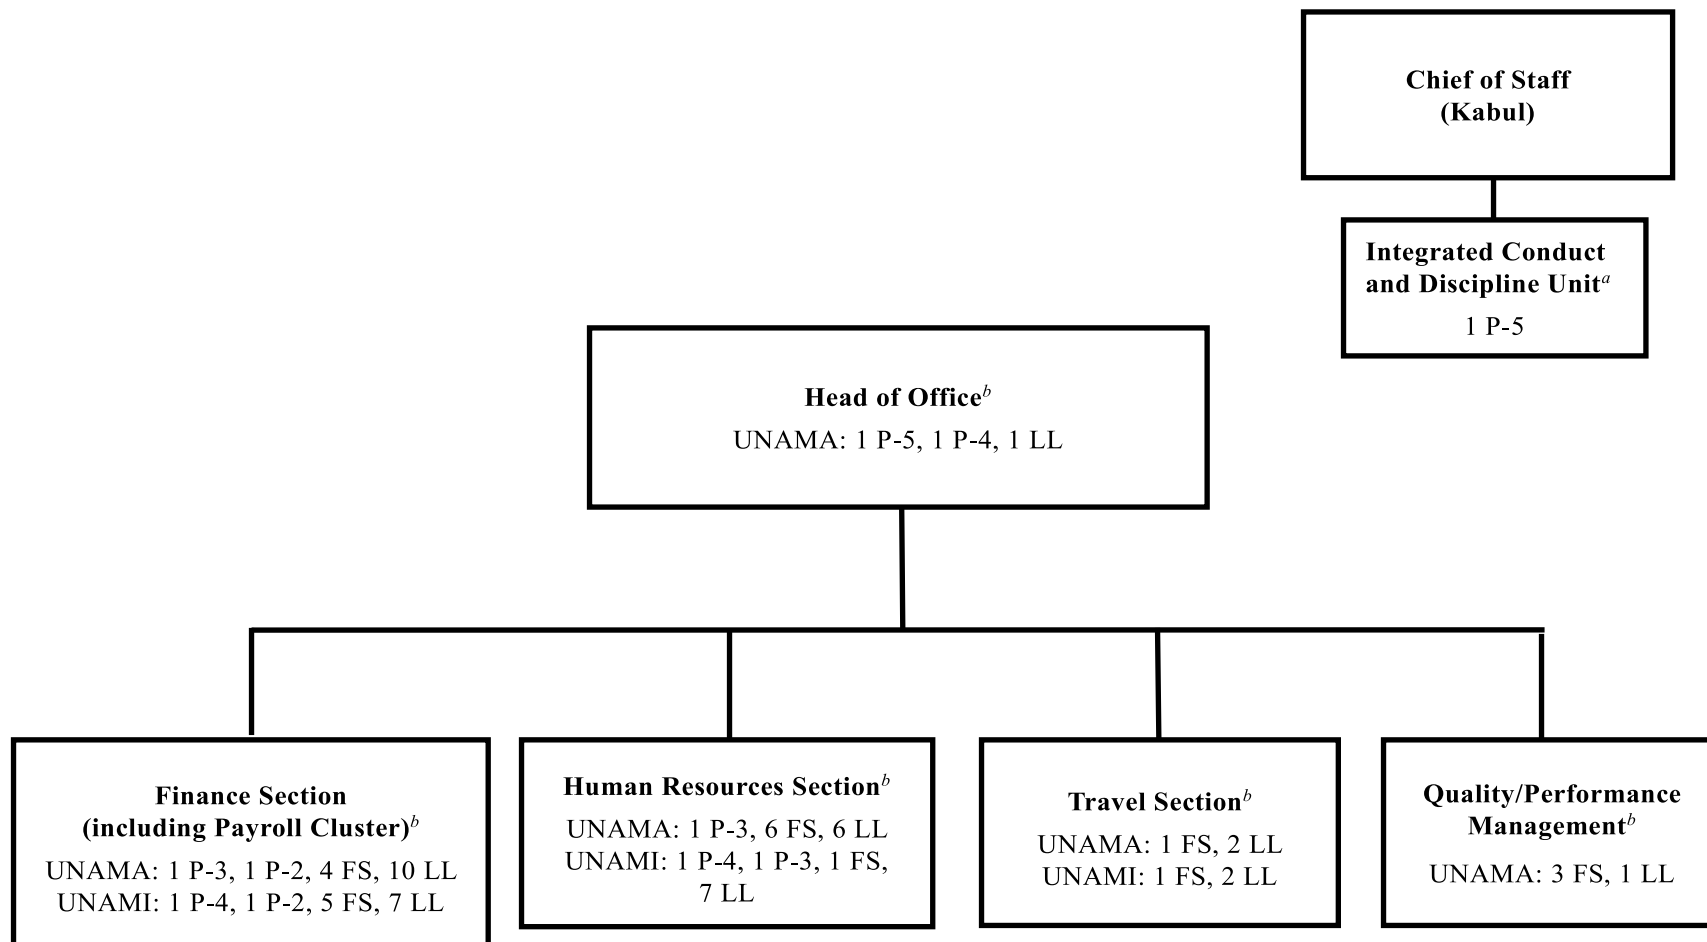 Chief of Staff
(Kabul)
Integrated Conduct
and Discipline Unitᵃ
1 P-5
Head of Officeᵇ
UNAMA: 1 P-5, 1 P-4, 1 LL
Finance Section
(including Payroll Cluster)ᵇ
UNAMA: 1 P-3, 1 P-2, 4 FS, 10 LL
UNAMI: 1 P-4, 1 P-2, 5 FS, 7 LL
Human Resources Sectionᵇ
UNAMA: 1 P-3, 6 FS, 6 LL
UNAMI: 1 P-4, 1 P-3, 1 FS,
7 LL
Travel Sectionᵇ
UNAMA: 1 FS, 2 LL
UNAMI: 1 FS, 2 LL
Quality/Performance
Managementᵇ
UNAMA: 3 FS, 1 LL